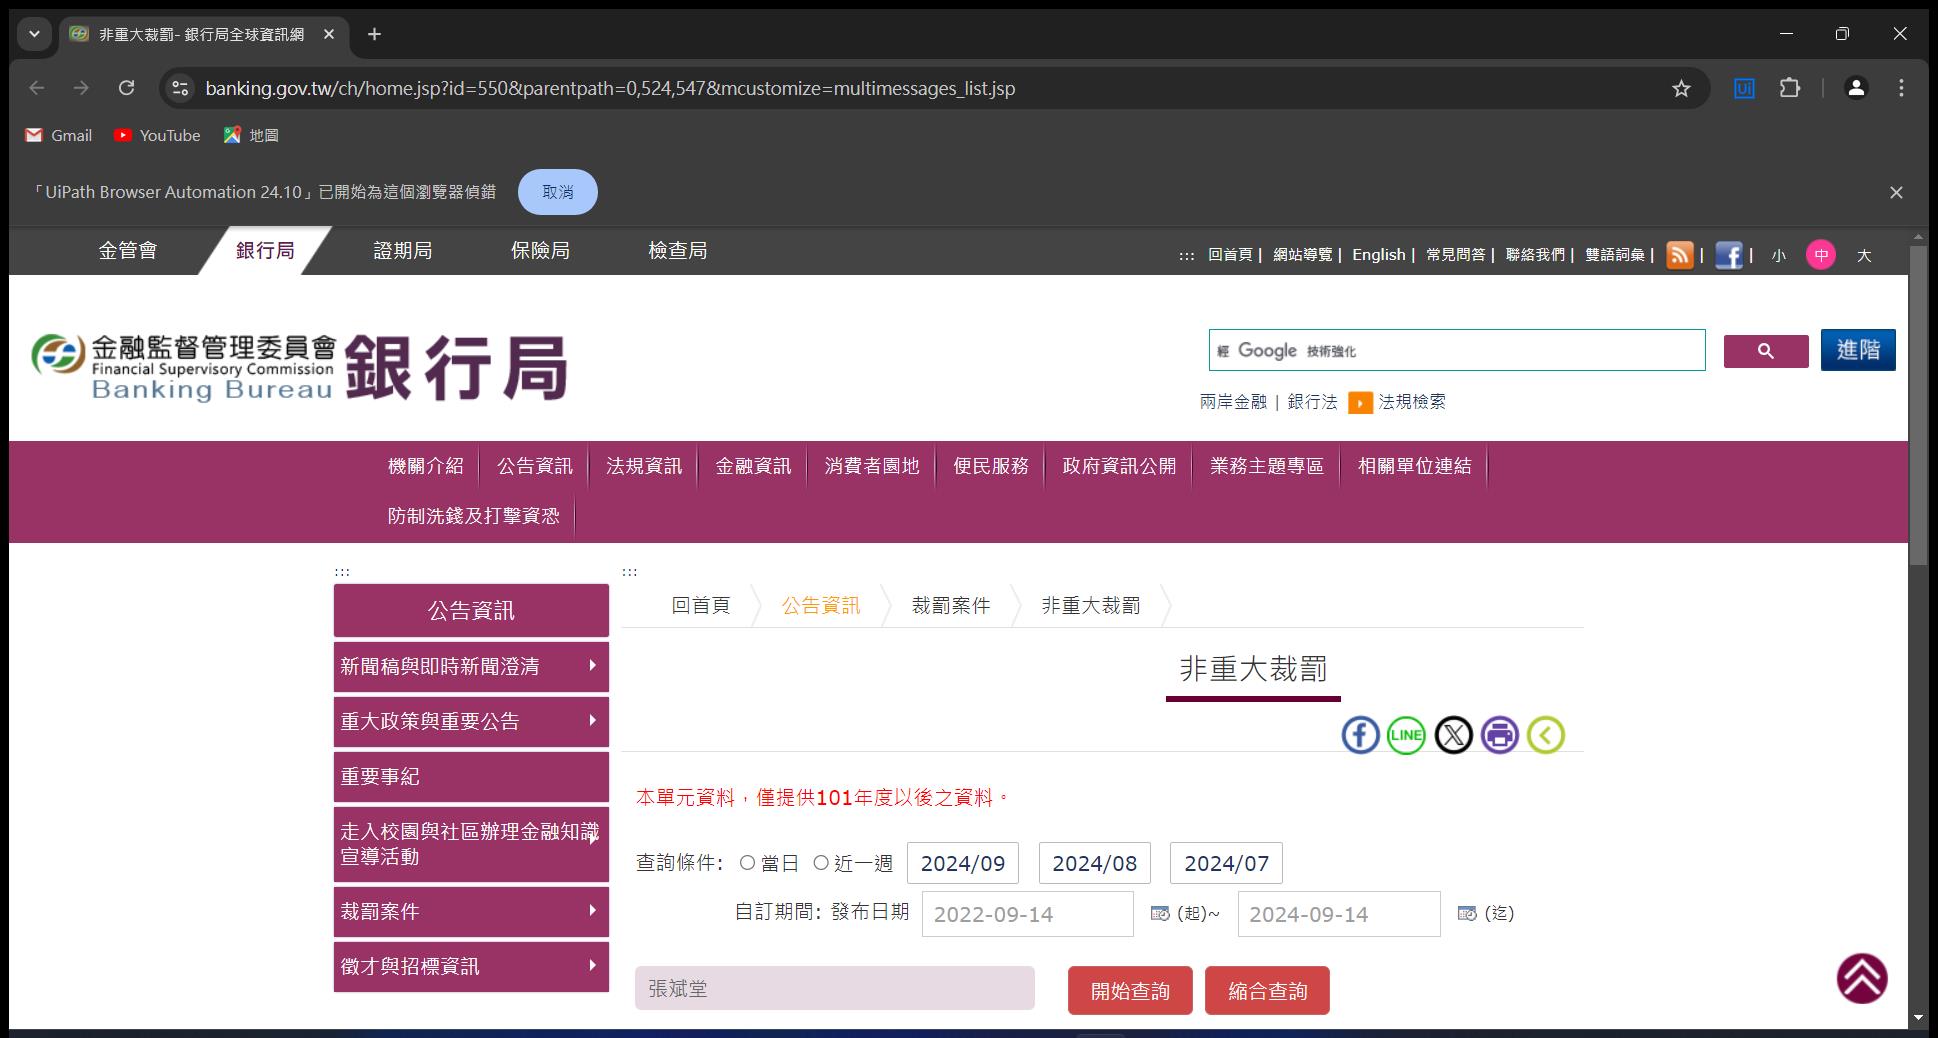 非重大裁罰- 銀行局全球資訊網
banking.gov.tw/ch/home.jsp?id=550&parentpath=0,524,547&mcustomize=multimessages_list.jsp
Ui
Gmail
YouTube
地圖
「UiPath Browser Automation 24.10」已開始為這個瀏覽器偵錯
取消
金管會
銀行局
證期局
保險局
檢查局
::: 回首頁 | 網站導覽 | English | 常見問答 | 聯絡我們 | 雙語詞彙 | | | 小 中 大
金融監督管理委員會
Financial Supervisory Commission
Banking Bureau
銀行局
經 Google 技術強化
進階
兩岸金融 | 銀行法 法規檢索
機關介紹
公告資訊
法規資訊
金融資訊
消費者園地
便民服務
政府資訊公開
業務主題專區
相關單位連結
防制洗錢及打擊資恐
:::
公告資訊
新聞稿與即時新聞澄清
重大政策與重要公告
重要事紀
走入校園與社區辦理金融知識
宣導活動
裁罰案件
徵才與招標資訊
:::
回首頁
公告資訊
裁罰案件
非重大裁罰
非重大裁罰
LINE
本單元資料，僅提供101年度以後之資料。
查詢條件: 當日 近一週 2024/09 2024/08 2024/07
自訂期間: 發布日期 2022-09-14 (起)~ 2024-09-14 (迄)
張斌堂
開始查詢
縮合查詢